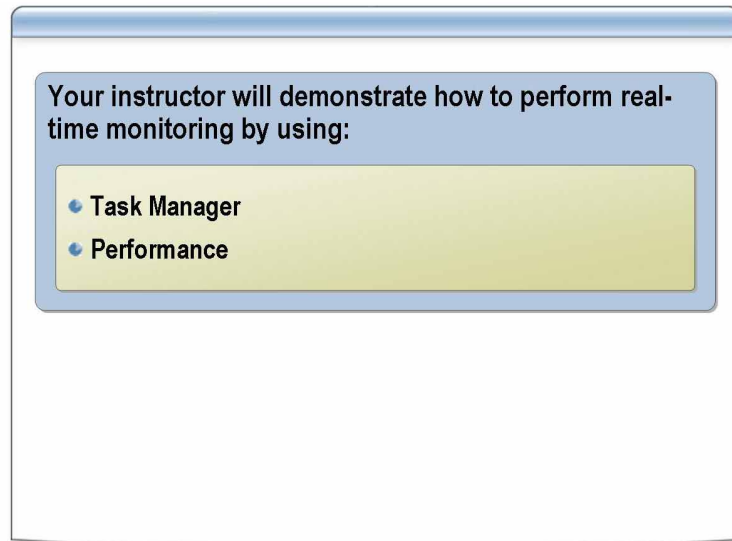 Your instructor will demonstrate how to perform real-
time monitoring by using:
Task Manager
Performance